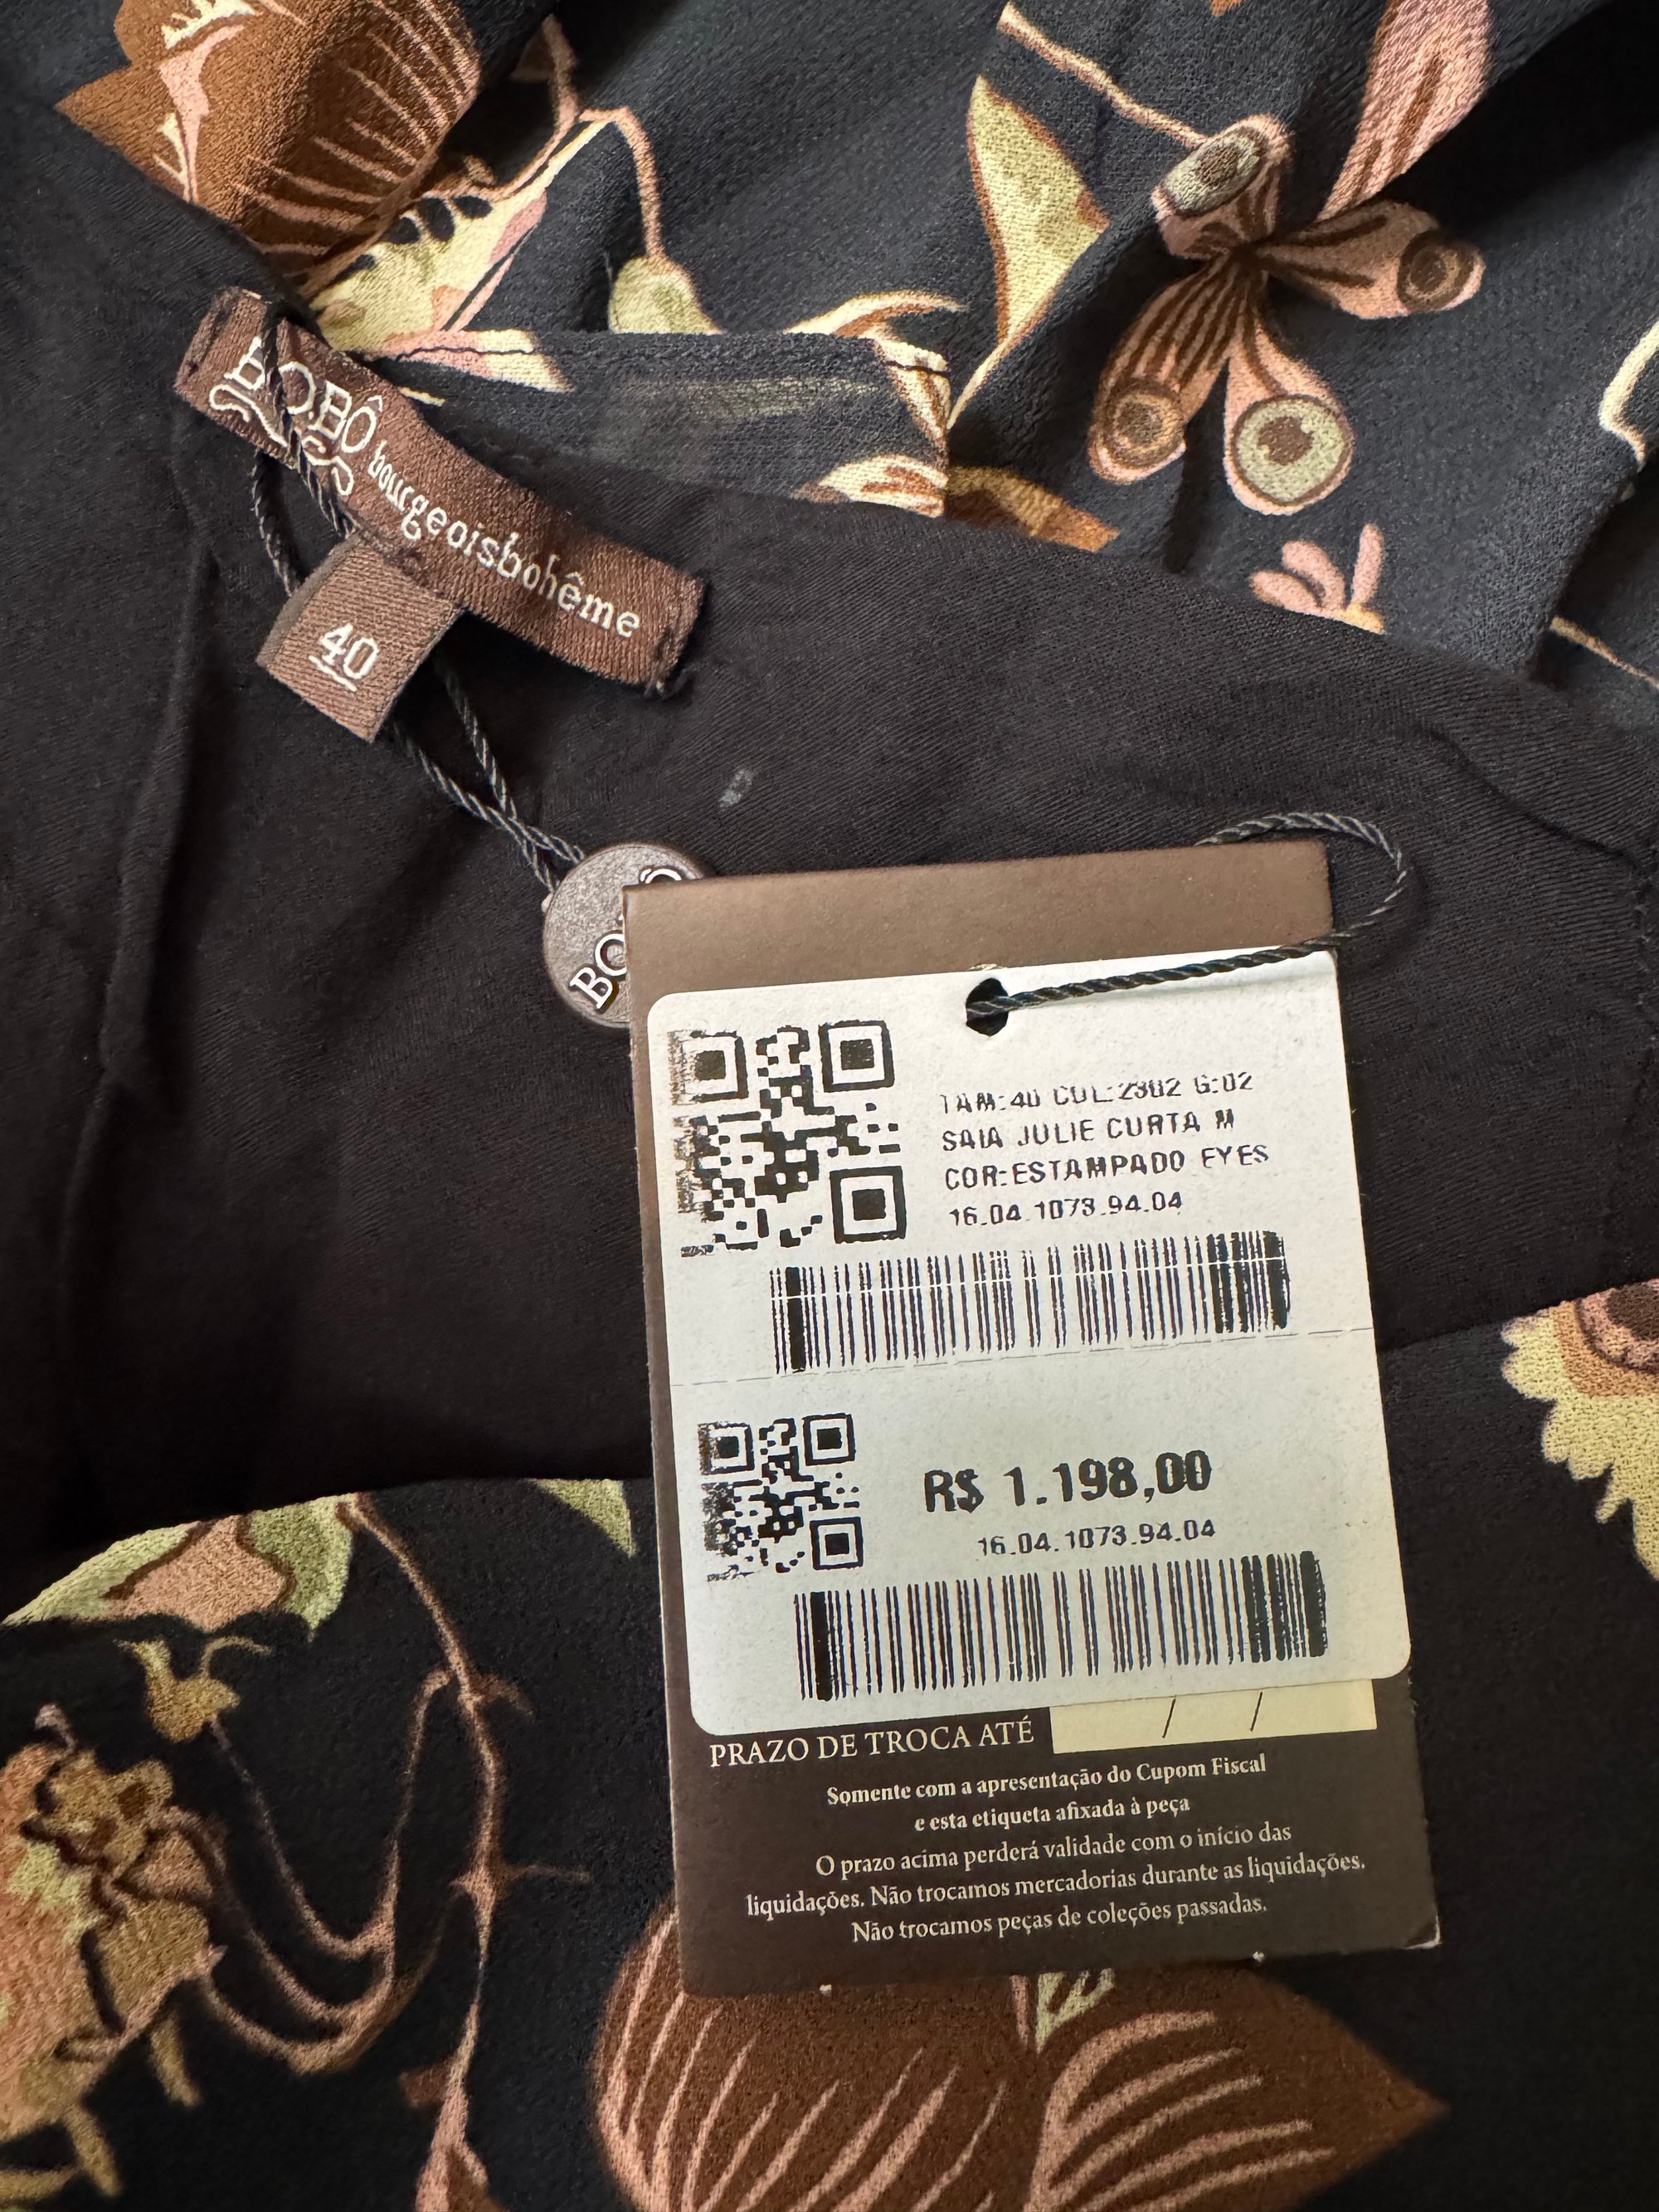 BO.BÔ
bourgeoisbohême
40
BO
TAM:40 COL:2302 G:02
SAIA JULIE CURTA M
COR:ESTAMPADO EYES
16.04.1073.94.04
R$ 1.198,00
16.04.1073.94.04
PRAZO DE TROCA ATÉ / /
Somente com a apresentação do Cupom Fiscal
e esta etiqueta afixada à peça
O prazo acima perderá validade com o início das
liquidações. Não trocamos mercadorias durante as liquidações.
Não trocamos peças de coleções passadas.